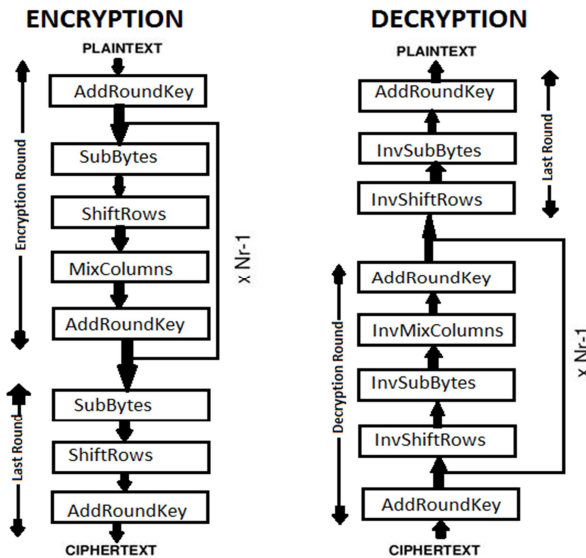 ENCRYPTION
PLAINTEXT
AddRoundKey
SubBytes
ShiftRows
MixColumns
AddRoundKey
SubBytes
ShiftRows
AddRoundKey
CIPHERTEXT
Encryption Round
Last Round
x Nr-1
DECRYPTION
PLAINTEXT
AddRoundKey
InvSubBytes
InvShiftRows
AddRoundKey
InvMixColumns
InvSubBytes
InvShiftRows
AddRoundKey
CIPHERTEXT
Last Round
Decryption Round
x Nr-1